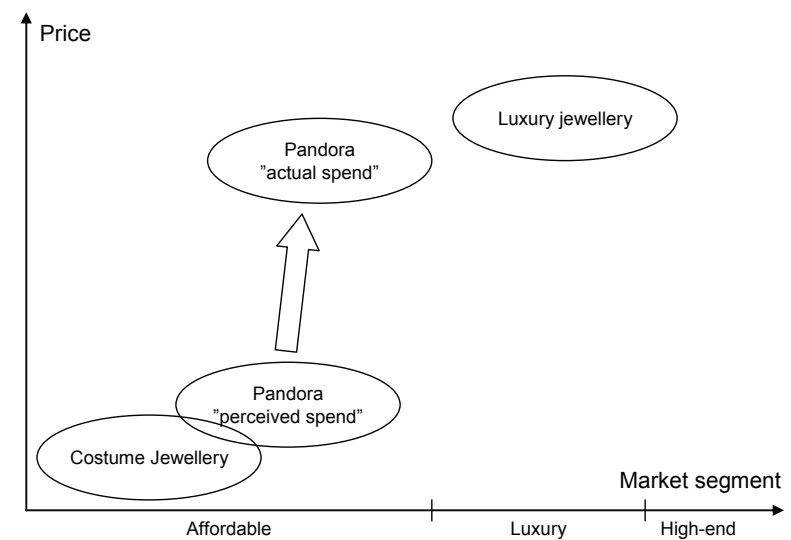 Price
Luxury jewellery
Pandora
”actual spend”
Pandora
”perceived spend”
Costume Jewellery
Market segment
Affordable
Luxury
High-end